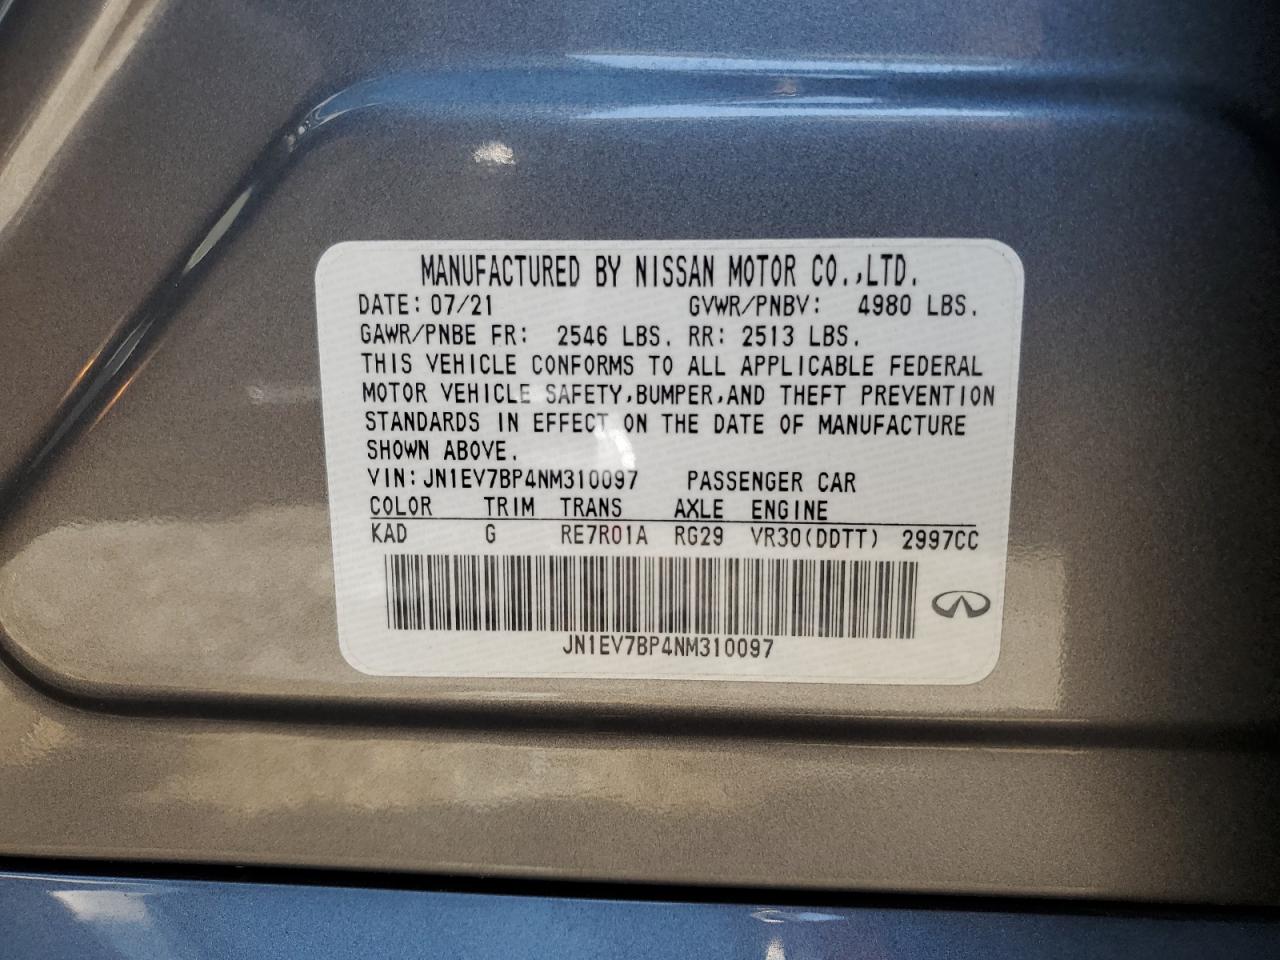 MANUFACTURED BY NISSAN MOTOR CO.,LTD.
DATE: 07/21 GVWR/PNBV: 4980 LBS.
GAWR/PNBE FR: 2546 LBS. RR: 2513 LBS.
THIS VEHICLE CONFORMS TO ALL APPLICABLE FEDERAL
MOTOR VEHICLE SAFETY,BUMPER,AND THEFT PREVENTION
STANDARDS IN EFFECT ON THE DATE OF MANUFACTURE
SHOWN ABOVE.
VIN: JN1EV7BP4NM310097 PASSENGER CAR
COLOR TRIM TRANS AXLE ENGINE
KAD G RE7R01A RG29 VR30(DDTT) 2997CC
JN1EV7BP4NM310097